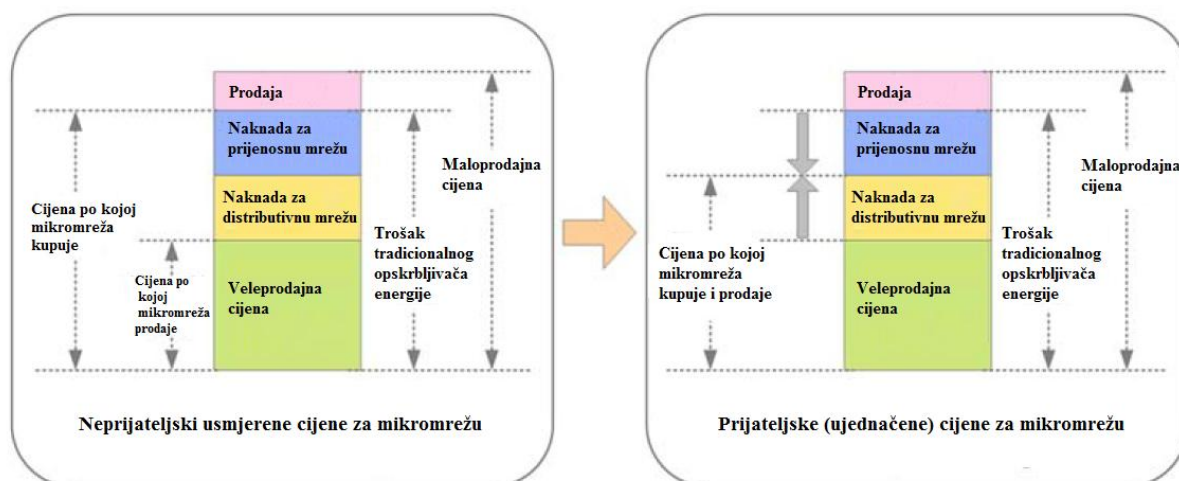 Prodaja
Naknada za
prijenosnu mrežu
Naknada za
distributivnu mrežu
Veleprodajna
cijena
Cijena po kojoj
mikromreža
kupuje
Cijena po
kojoj
mikromreža
prodaje
Trošak
tradicionalnog
opskrbljivača
energije
Maloprodajna
cijena
Neprijateljski usmjerene cijene za mikromrežu
Prodaja
Naknada za
prijenosnu mrežu
Naknada za
distributivnu mrežu
Veleprodajna
cijena
Cijena po kojoj
mikromreža
kupuje i prodaje
Trošak
tradicionalnog
opskrbljivača
energije
Maloprodajna
cijena
Prijateljske (ujednačene) cijene za mikromrežu